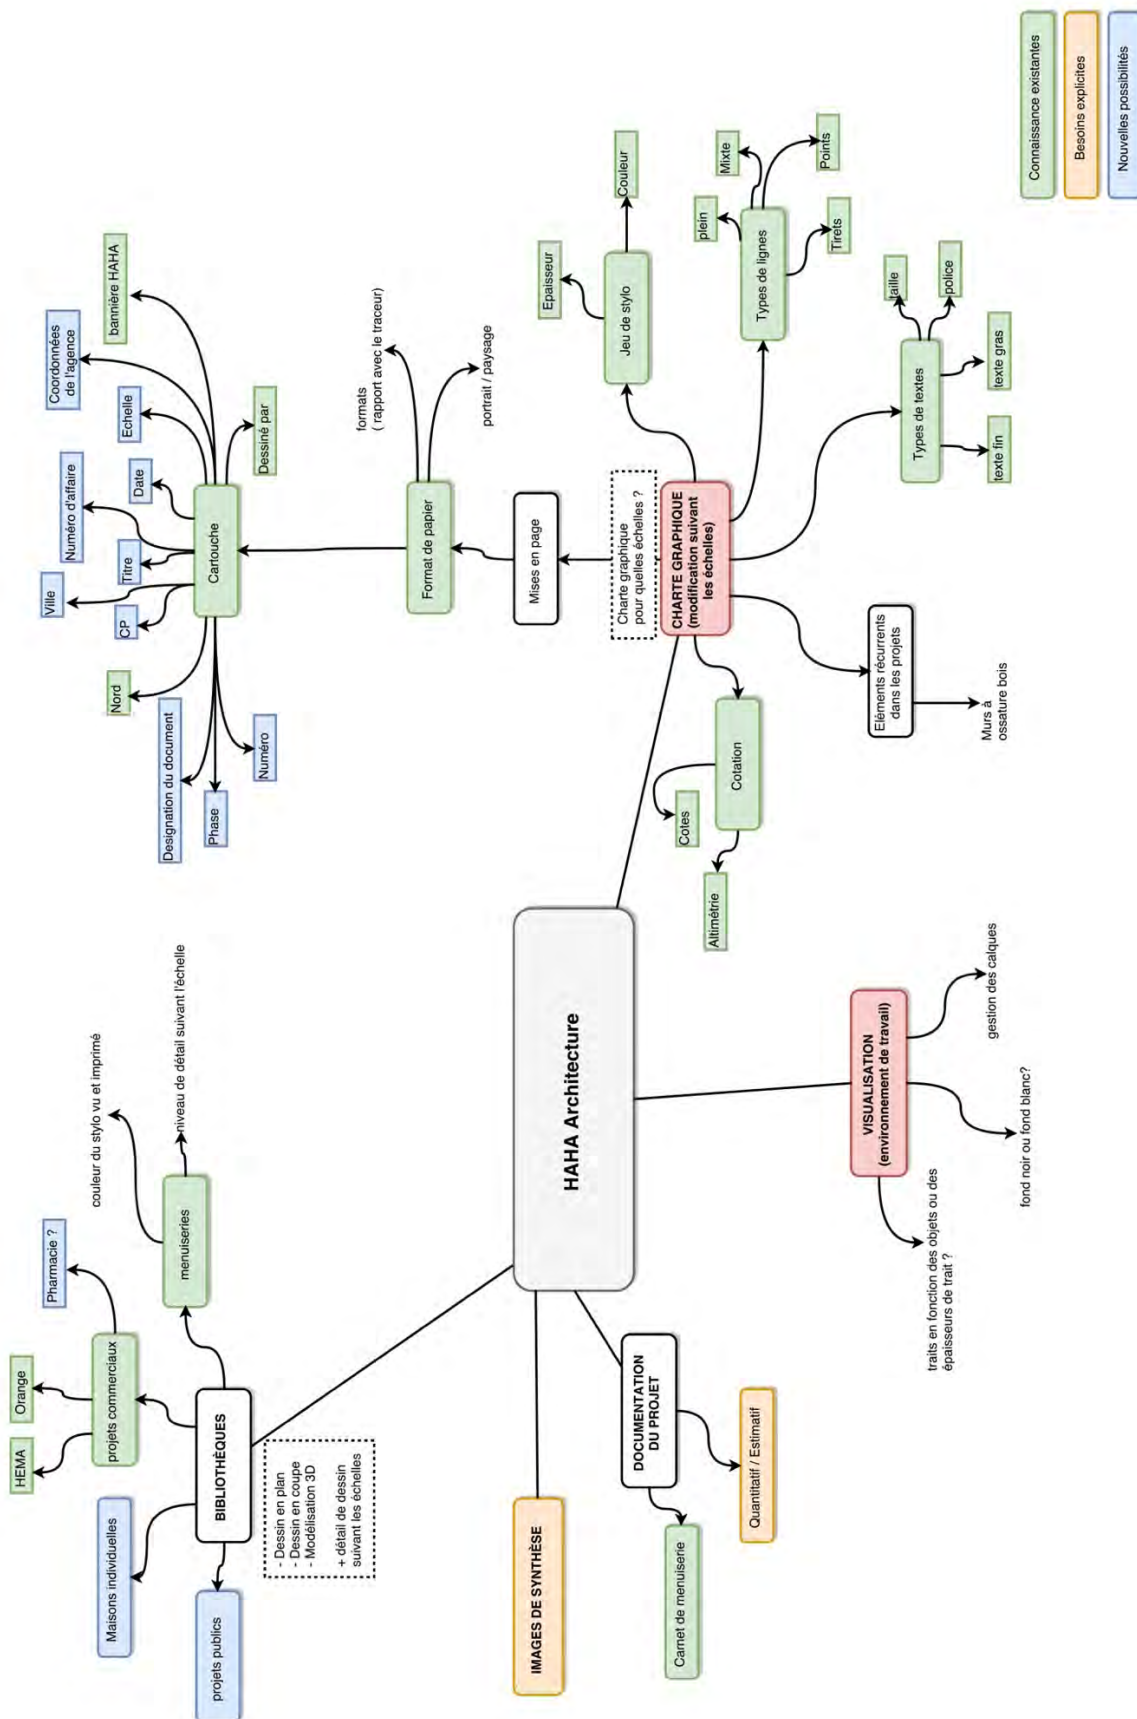 HEMA
Orange
Pharmacie ?
couleur du stylo vu et imprimé
Maisons individuelles
projets commerciaux
menuiseries
niveau de détail suivant l'échelle
projets publics
BIBLIOTHÈQUES
- Dessin en plan
- Dessin en coupe
- Modélisation 3D
+ détail de dessin
suivant les échelles
Ville
Numéro d'affaire
Coordonnées
de l'agence
bannière HAHA
CP
Titre
Date
Echelle
Nord
Designation du document
Phase
Numéro
Cartouche
Dessiné par
formats
( rapport avec le traceur)
portrait / paysage
Format de papier
Mises en page
Charte graphique
pour quelles échelles ?
CHARTE GRAPHIQUE
(modification suivant
les échelles)
Epaisseur
Couleur
Jeu de stylo
plein
Mixte
Types de lignes
Tirets
Points
taille
police
Types de textes
texte fin
texte gras
Cotation
Cotes
Altimétrie
Eléments récurrents
dans les projets
Murs à
ossature bois
HAHA Architecture
IMAGES DE SYNTHÈSE
DOCUMENTATION
DU PROJET
Carnet de menuiserie
Quantitatif / Estimatif
VISUALISATION
(environnement de travail)
traits en fonction des objets ou des
épaisseurs de trait ?
fond noir ou fond blanc?
gestion des calques
Connaissance existantes
Besoins explicites
Nouvelles possibilités